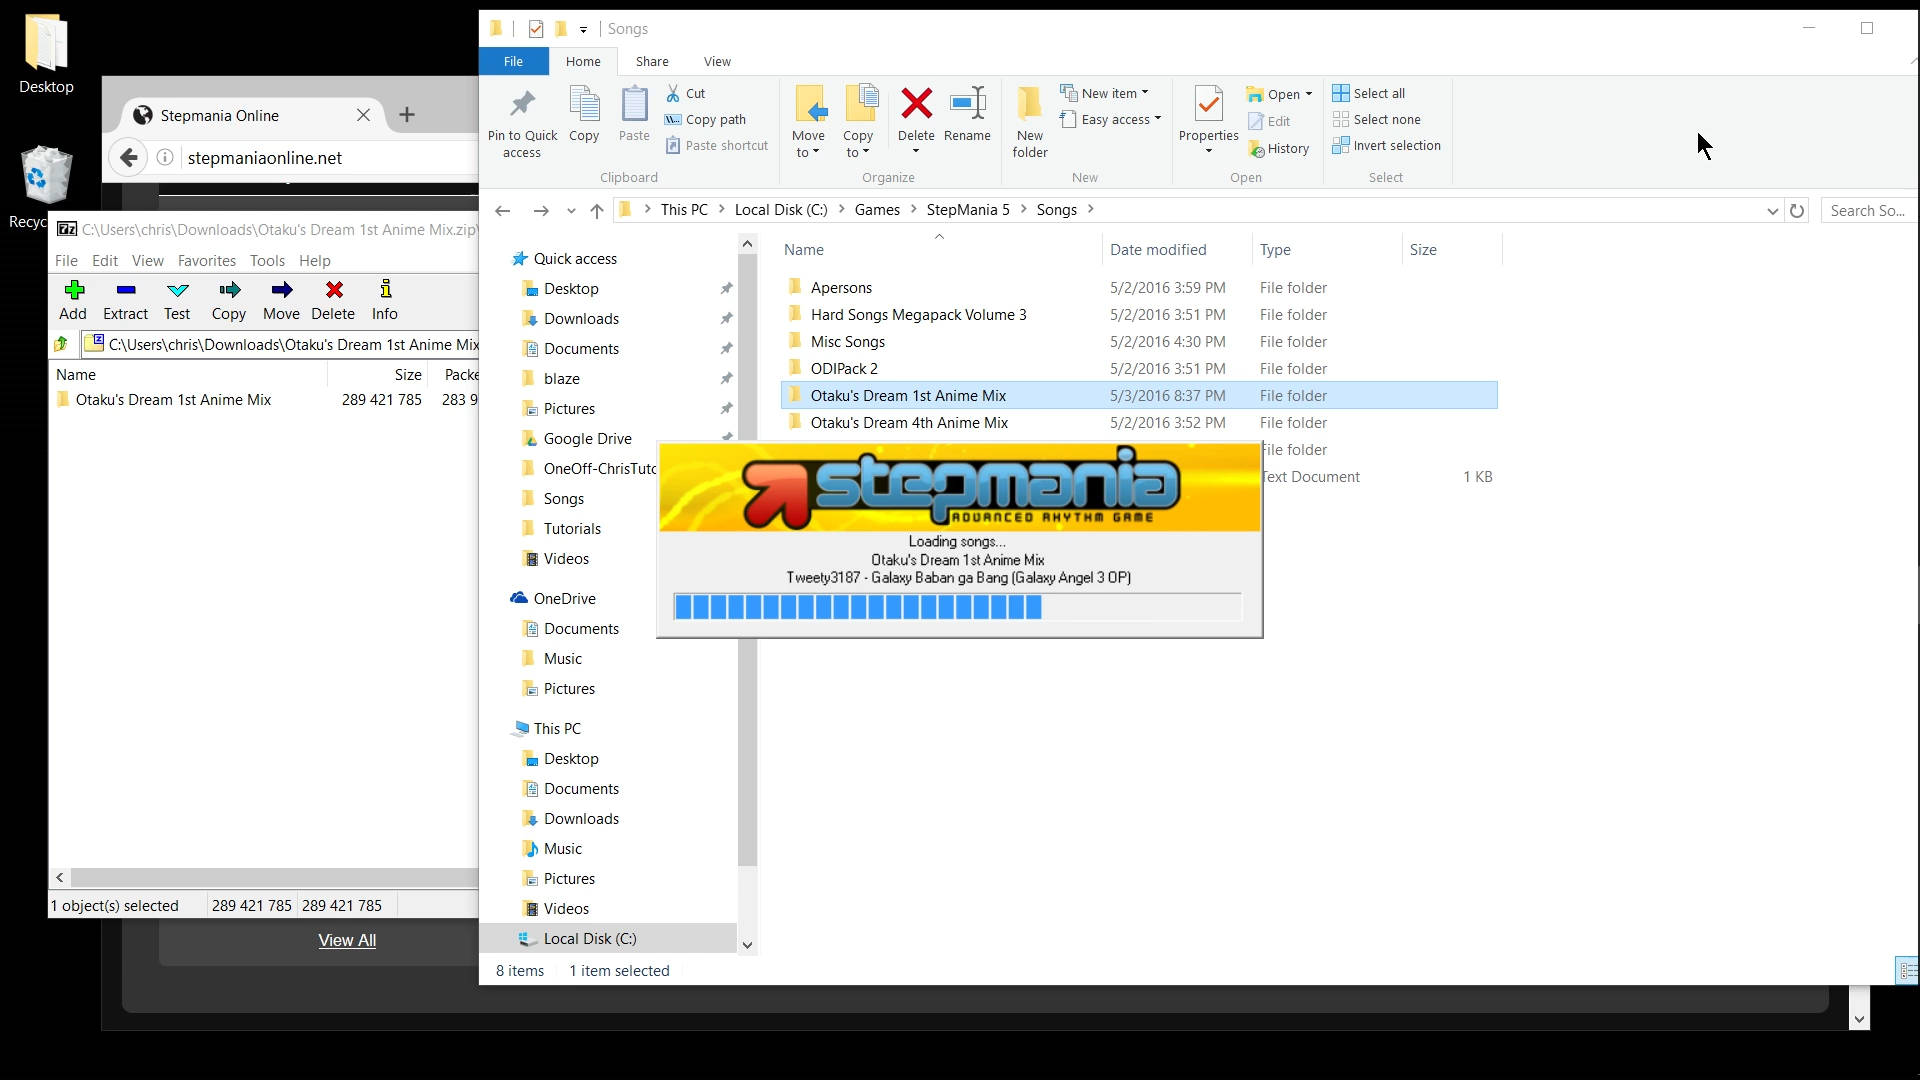 Desktop
Recyc
Stepmania Online
stepmaniaonline.net
C:\Users\chris\Downloads\Otaku's Dream 1st Anime Mix.zip\
File Edit View Favorites Tools Help
Add Extract Test Copy Move Delete Info
C:\Users\chris\Downloads\Otaku's Dream 1st Anime Mix
Name Size Packe
Otaku's Dream 1st Anime Mix 289 421 785 283 9
1 object(s) selected 289 421 785 289 421 785
View All
Songs
File Home Share View
Pin to Quick access
Copy
Paste
Cut
Copy path
Paste shortcut
Clipboard
Move to
Copy to
Delete
Rename
Organize
New folder
New item
Easy access
New
Properties
Open
Edit
History
Open
Select all
Select none
Invert selection
Select
This PC Local Disk (C:) Games StepMania 5 Songs
Search So...
Quick access
Desktop
Downloads
Documents
blaze
Pictures
Google Drive
OneOff-ChrisTuto
Songs
Tutorials
Videos
OneDrive
Documents
Music
Pictures
This PC
Desktop
Documents
Downloads
Music
Pictures
Videos
Local Disk (C:)
Name Date modified Type Size
Apersons 5/2/2016 3:59 PM File folder
Hard Songs Megapack Volume 3 5/2/2016 3:51 PM File folder
Misc Songs 5/2/2016 4:30 PM File folder
ODIPack 2 5/2/2016 3:51 PM File folder
Otaku's Dream 1st Anime Mix 5/3/2016 8:37 PM File folder
Otaku's Dream 4th Anime Mix 5/2/2016 3:52 PM File folder
File folder
Text Document 1 KB
stepmania
ADVANCED RHYTHM GAME
Loading songs...
Otaku's Dream 1st Anime Mix
Tweety3187 - Galaxy Baban ga Bang (Galaxy Angel 3 OP)
8 items 1 item selected